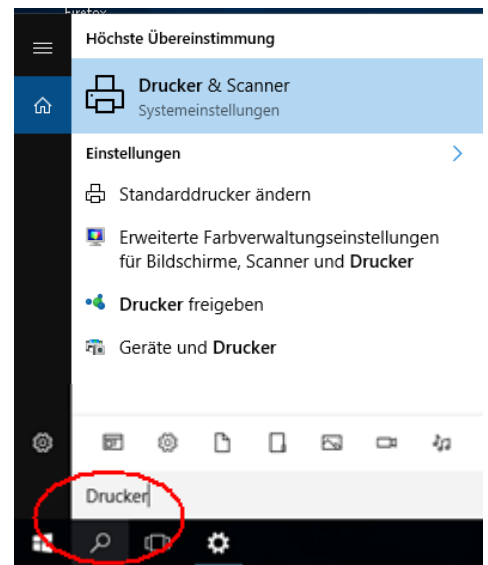 Höchste Übereinstimmung
Drucker & Scanner
Systemeinstellungen
Einstellungen
Standarddrucker ändern
Erweiterte Farbverwaltungseinstellungen
für Bildschirme, Scanner und Drucker
Drucker freigeben
Geräte und Drucker
Drucker